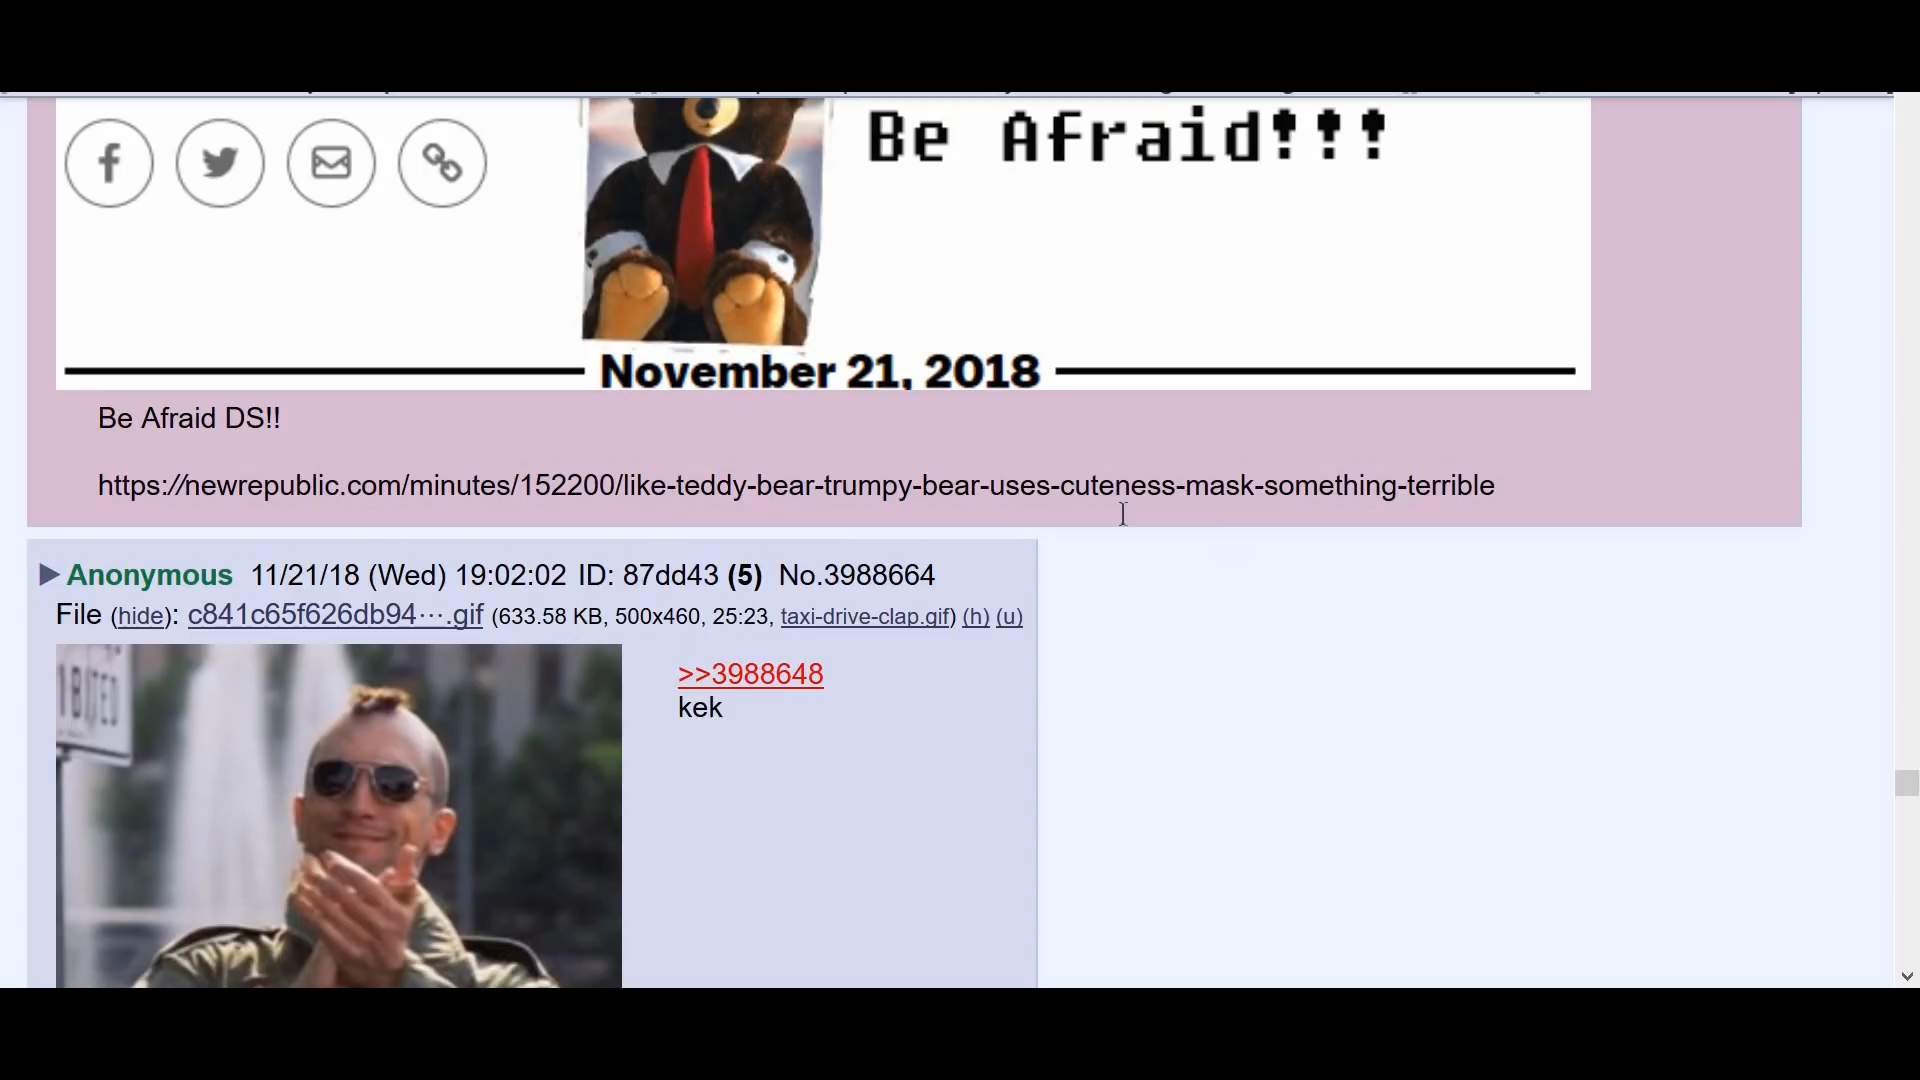 Be Afraid!!!
November 21, 2018
Be Afraid DS!!
https://newrepublic.com/minutes/152200/like-teddy-bear-trumpy-bear-uses-cuteness-mask-something-terrible
Anonymous 11/21/18 (Wed) 19:02:02 ID: 87dd43 (5) No.3988664
File (hide): c841c65f626db94⋯.gif (633.58 KB, 500x460, 25:23, taxi-drive-clap.gif) (h) (u)
>>3988648
kek